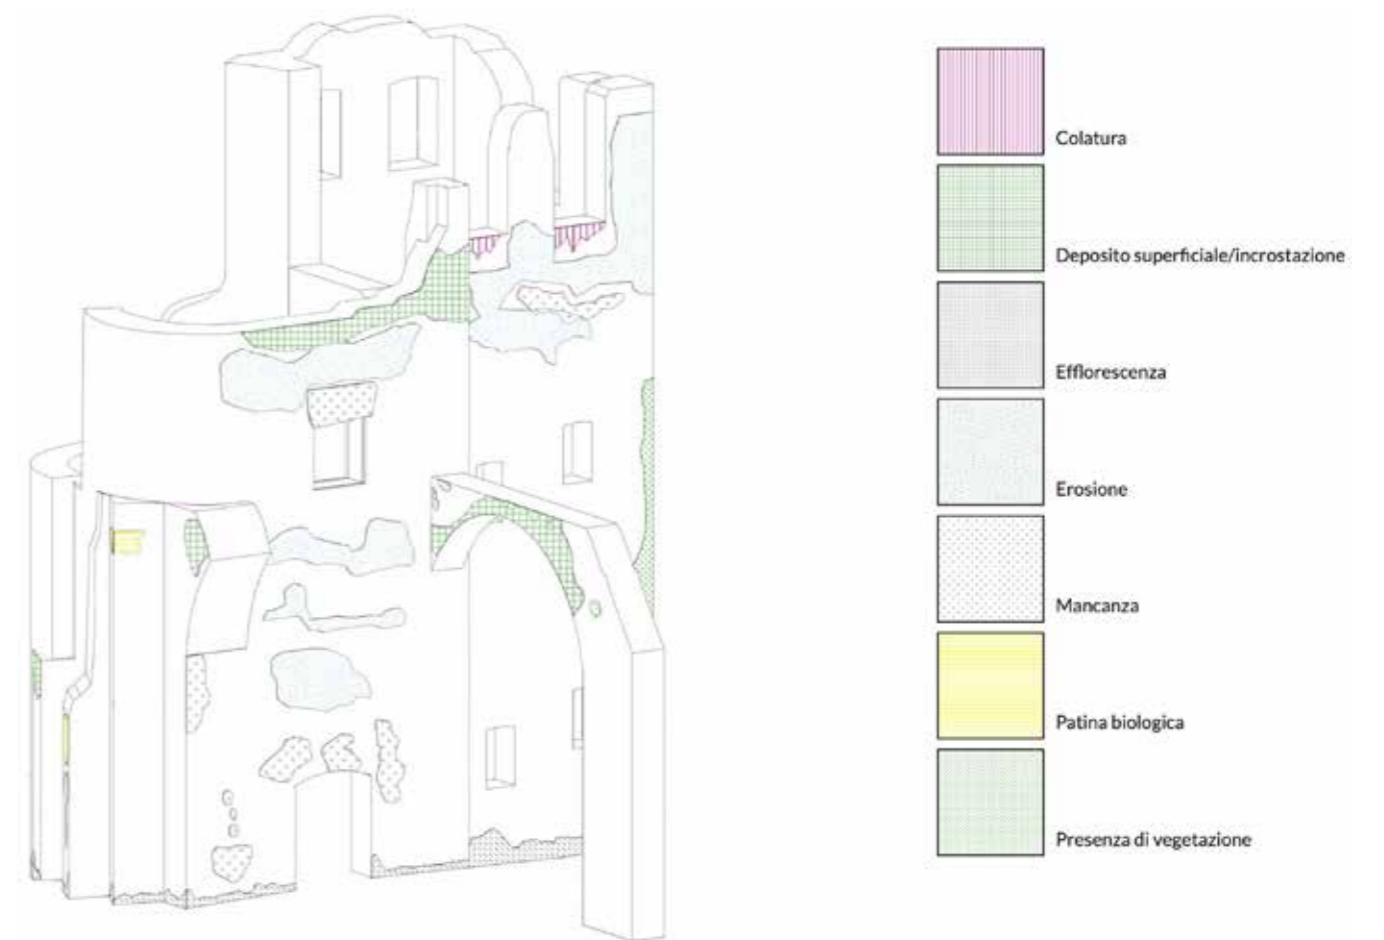 Colatura
Deposito superficiale/incrostazione
Efflorescenza
Erosione
Mancanza
Patina biologica
Presenza di vegetazione